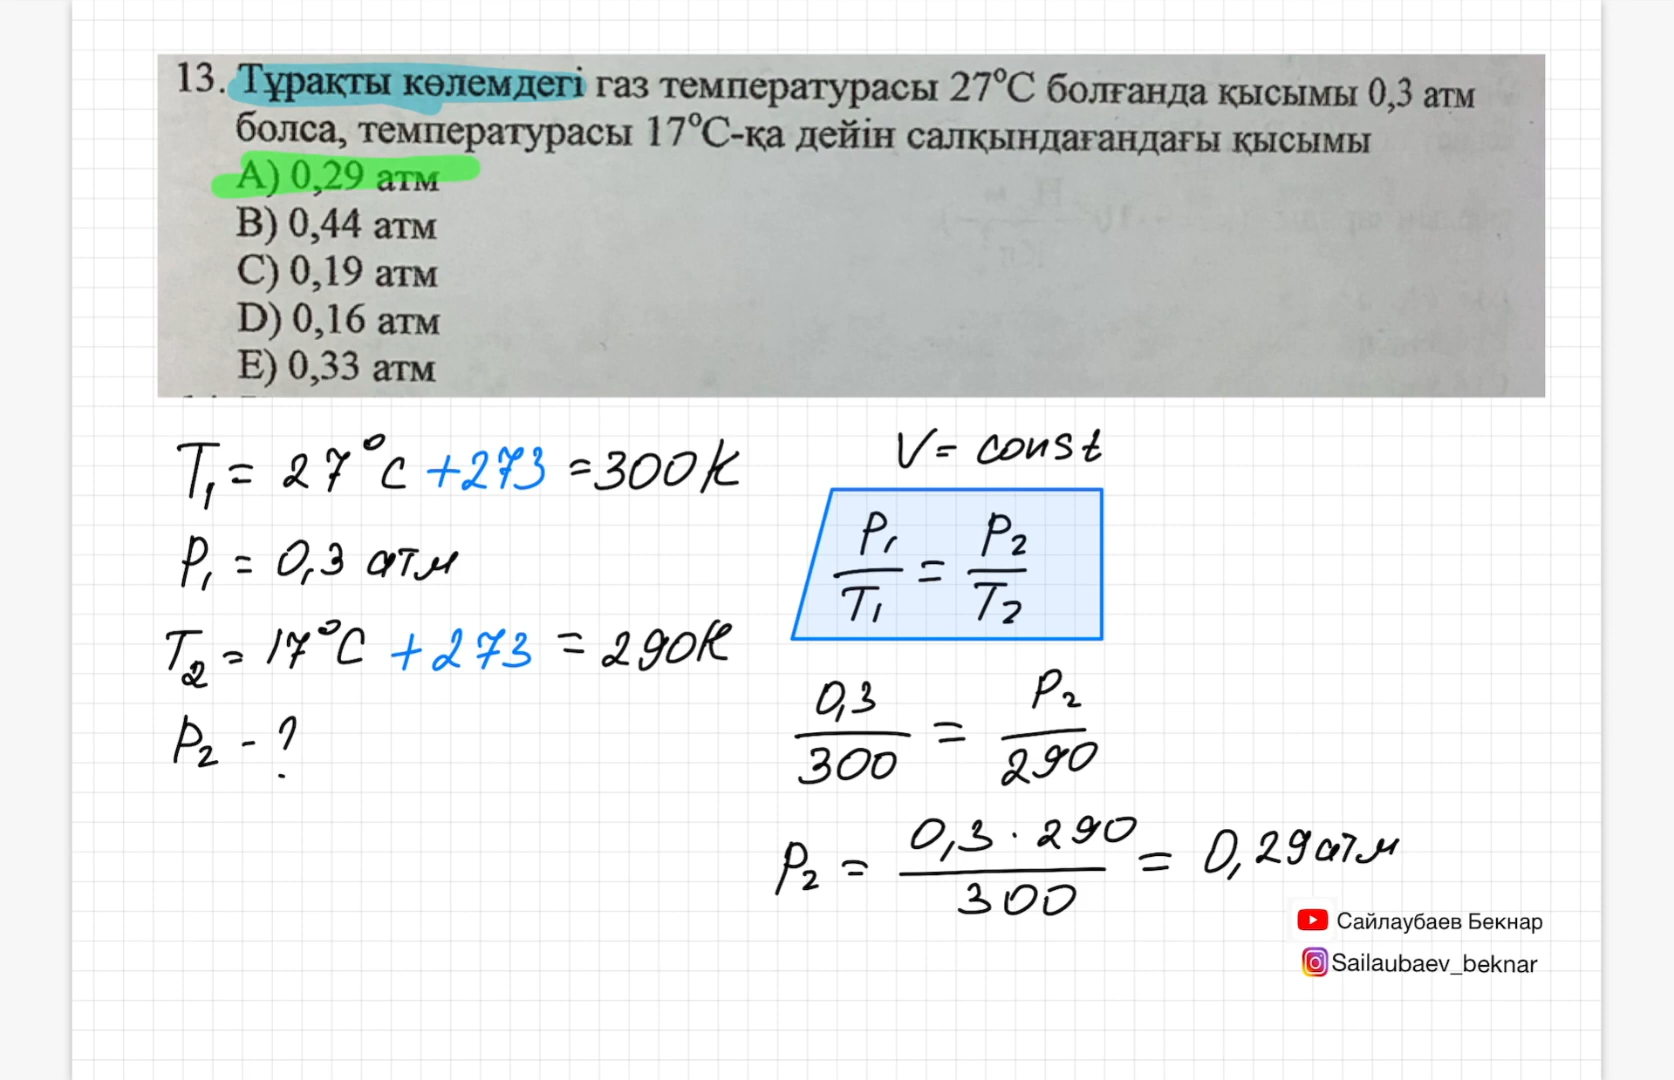 13. Тұрақты көлемдегі газ температурасы 27°С болғанда қысымы 0,3 атм
болса, температурасы 17°С-қа дейін салқындағандағы қысымы
A) 0,29 атм
B) 0,44 атм
C) 0,19 атм
D) 0,16 атм
E) 0,33 атм
T₁ = 27°C +273 = 300K
P₁ = 0,3 атм
T₂ = 17°C +273 = 290K
P₂ - ?
V = const
P₁/T₁ = P₂/T₂
0,3/300 = P₂/290
P₂ = 0,3 · 290/300 = 0,29 атм
Сайлаубаев Бекнар
Sailaubaev_beknar